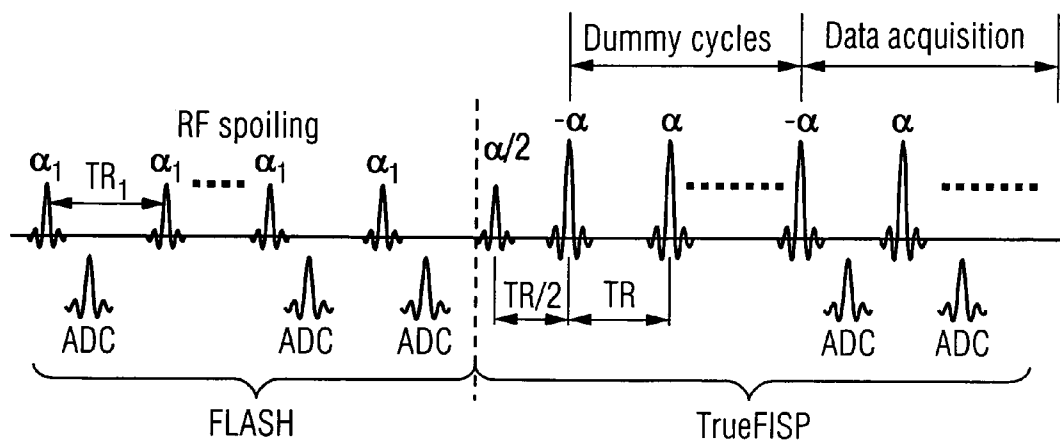 Dummy cycles Data acquisition
RF spoiling
-α α -α α
α/2
α₁ α₁ α₁ α₁
TR₁
TR/2 TR
ADC ADC ADC ADC ADC
FLASH TrueFISP